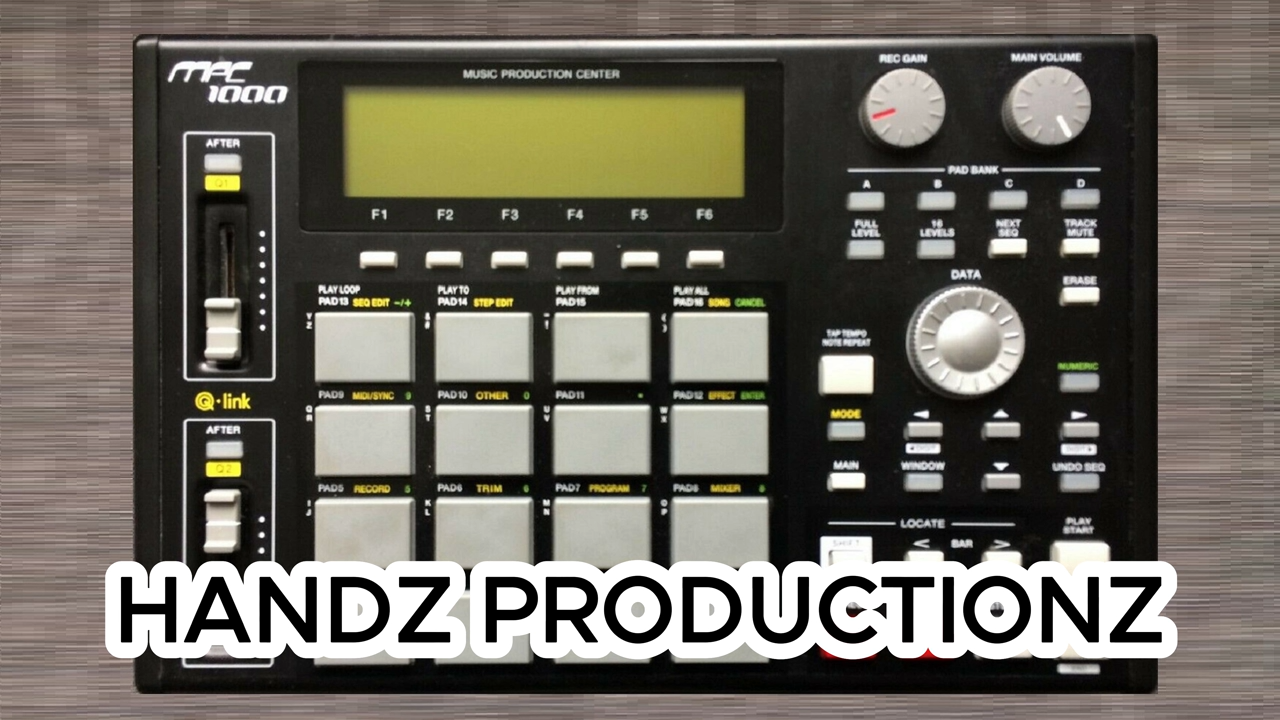 MPC
1000
MUSIC PRODUCTION CENTER
REC GAIN
MAIN VOLUME
AFTER
Q1
F1 F2 F3 F4 F5 F6
PAD BANK
A B C D
FULL LEVEL
16 LEVELS
NEXT SEQ
TRACK MUTE
DATA
ERASE
PLAY LOOP
PAD13 SEQ EDIT -/+
PLAY TO
PAD14 STEP EDIT
PLAY FROM
PAD15
PLAY ALL
PAD16 SONG CANCEL
Y
Z
&
#
TAP TEMPO
NOTE REPEAT
NUMERIC
Q-link
PAD9 MIDI/SYNC 9
PAD10 OTHER 0
PAD11
PAD12 EFFECT ENTER
Q
R
S
T
U
V
W
X
MODE
AFTER
Q2
MAIN
WINDOW
UNDO SEQ
PAD5 RECORD 5
PAD6 TRIM 6
PAD7 PROGRAM 7
PAD8 MIXER 8
I
J
K
L
M
N
O
P
LOCATE
PLAY START
SHIFT
< BAR >
HANDZ PRODUCTIONZ